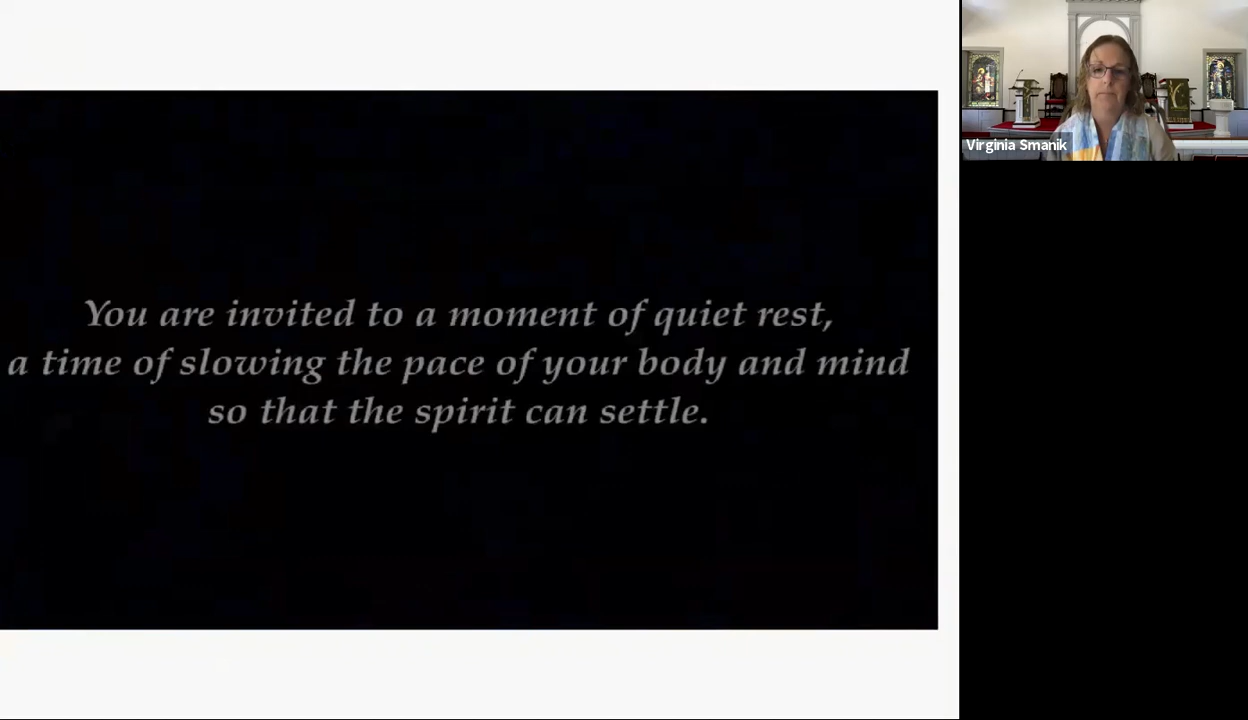 You are invited to a moment of quiet rest,
a time of slowing the pace of your body and mind
so that the spirit can settle.
Virginia Smanik